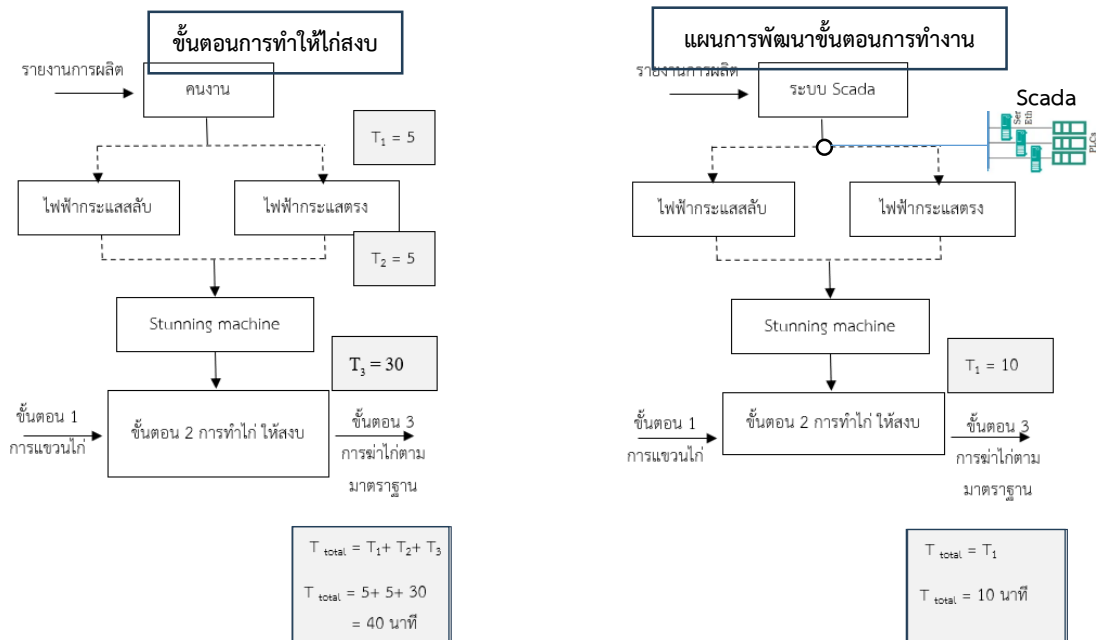 ขั้นตอนการทำให้ไก่สงบ
รายงานการผลิต
คนงาน
T1 = 5
ไฟฟ้ากระแสสลับ
ไฟฟ้ากระแสตรง
T2 = 5
Stunning machine
T3 = 30
ขั้นตอน 1
การแขวนไก่
ขั้นตอน 2 การทำไก่ ให้สงบ
ขั้นตอน 3
การฆ่าไก่ตาม
มาตราฐาน
T total = T1+ T2+ T3
T total = 5+ 5+ 30
= 40 นาที
แผนการพัฒนาขั้นตอนการทำงาน
รายงานการผลิต
ระบบ Scada
Scada
Ser
Eth
PLCs
ไฟฟ้ากระแสสลับ
ไฟฟ้ากระแสตรง
Stunning machine
T1 = 10
ขั้นตอน 1
การแขวนไก่
ขั้นตอน 2 การทำไก่ ให้สงบ
ขั้นตอน 3
การฆ่าไก่ตาม
มาตราฐาน
T total = T1
T total = 10 นาที